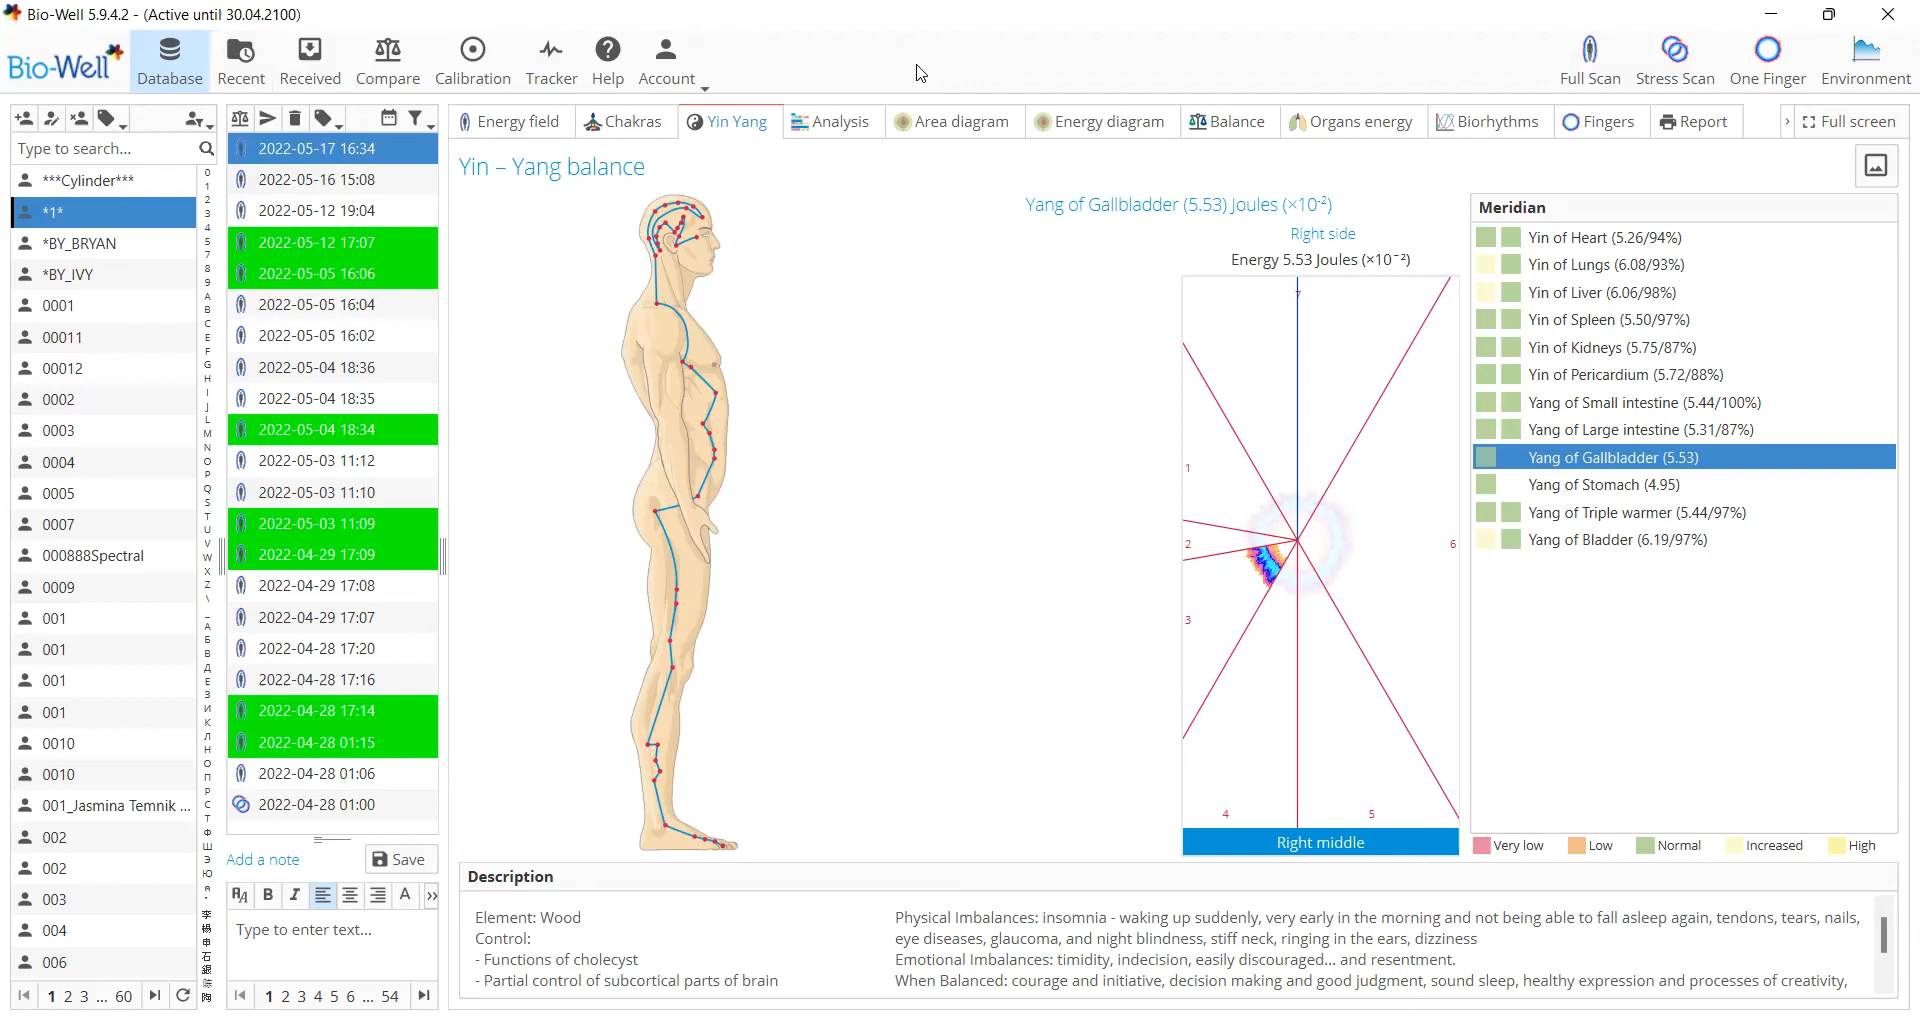 Bio-Well 5.9.4.2 - (Active until 30.04.2100)
Bio-Well
Database
Recent
Received
Compare
Calibration
Tracker
Help
Account
Full Scan
Stress Scan
One Finger
Environment
Type to search...
***Cylinder***
*1*
*BY_BRYAN
*BY_IVY
0001
00011
00012
0002
0003
0004
0005
0007
000888Spectral
0009
001
001
001
001
0010
0010
001_Jasmina Temnik ...
002
002
003
004
006
1 2 3 ... 60
0
1
2
3
4
5
6
7
8
9
A
B
C
E
F
G
H
I
J
L
M
N
O
P
Q
S
T
U
V
W
X
Z
\
_
А
Б
В
Д
Е
З
И
К
Л
Н
О
П
Р
С
Т
Ф
Ш
Э
Ю
李
楊
申
石
銀
陈
陶
2022-05-17 16:34
2022-05-16 15:08
2022-05-12 19:04
2022-05-12 17:07
2022-05-05 16:06
2022-05-05 16:04
2022-05-05 16:02
2022-05-04 18:36
2022-05-04 18:35
2022-05-04 18:34
2022-05-03 11:12
2022-05-03 11:10
2022-05-03 11:09
2022-04-29 17:09
2022-04-29 17:08
2022-04-29 17:07
2022-04-28 17:20
2022-04-28 17:16
2022-04-28 17:14
2022-04-28 01:15
2022-04-28 01:06
2022-04-28 01:00
Add a note
Save
B I A »
Type to enter text...
1 2 3 4 5 6 ... 54
Energy field
Chakras
Yin Yang
Analysis
Area diagram
Energy diagram
Balance
Organs energy
Biorhythms
Fingers
Report
Full screen
Yin – Yang balance
Yang of Gallbladder (5.53) Joules (×10⁻²)
Right side
Energy 5.53 Joules (×10⁻²)
7
1
2
6
3
4
5
Right middle
Meridian
Yin of Heart (5.26/94%)
Yin of Lungs (6.08/93%)
Yin of Liver (6.06/98%)
Yin of Spleen (5.50/97%)
Yin of Kidneys (5.75/87%)
Yin of Pericardium (5.72/88%)
Yang of Small intestine (5.44/100%)
Yang of Large intestine (5.31/87%)
Yang of Gallbladder (5.53)
Yang of Stomach (4.95)
Yang of Triple warmer (5.44/97%)
Yang of Bladder (6.19/97%)
Very low
Low
Normal
Increased
High
Description
Element: Wood
Control:
- Functions of cholecyst
- Partial control of subcortical parts of brain
Physical Imbalances: insomnia - waking up suddenly, very early in the morning and not being able to fall asleep again, tendons, tears, nails,
eye diseases, glaucoma, and night blindness, stiff neck, ringing in the ears, dizziness
Emotional Imbalances: timidity, indecision, easily discouraged... and resentment.
When Balanced: courage and initiative, decision making and good judgment, sound sleep, healthy expression and processes of creativity,